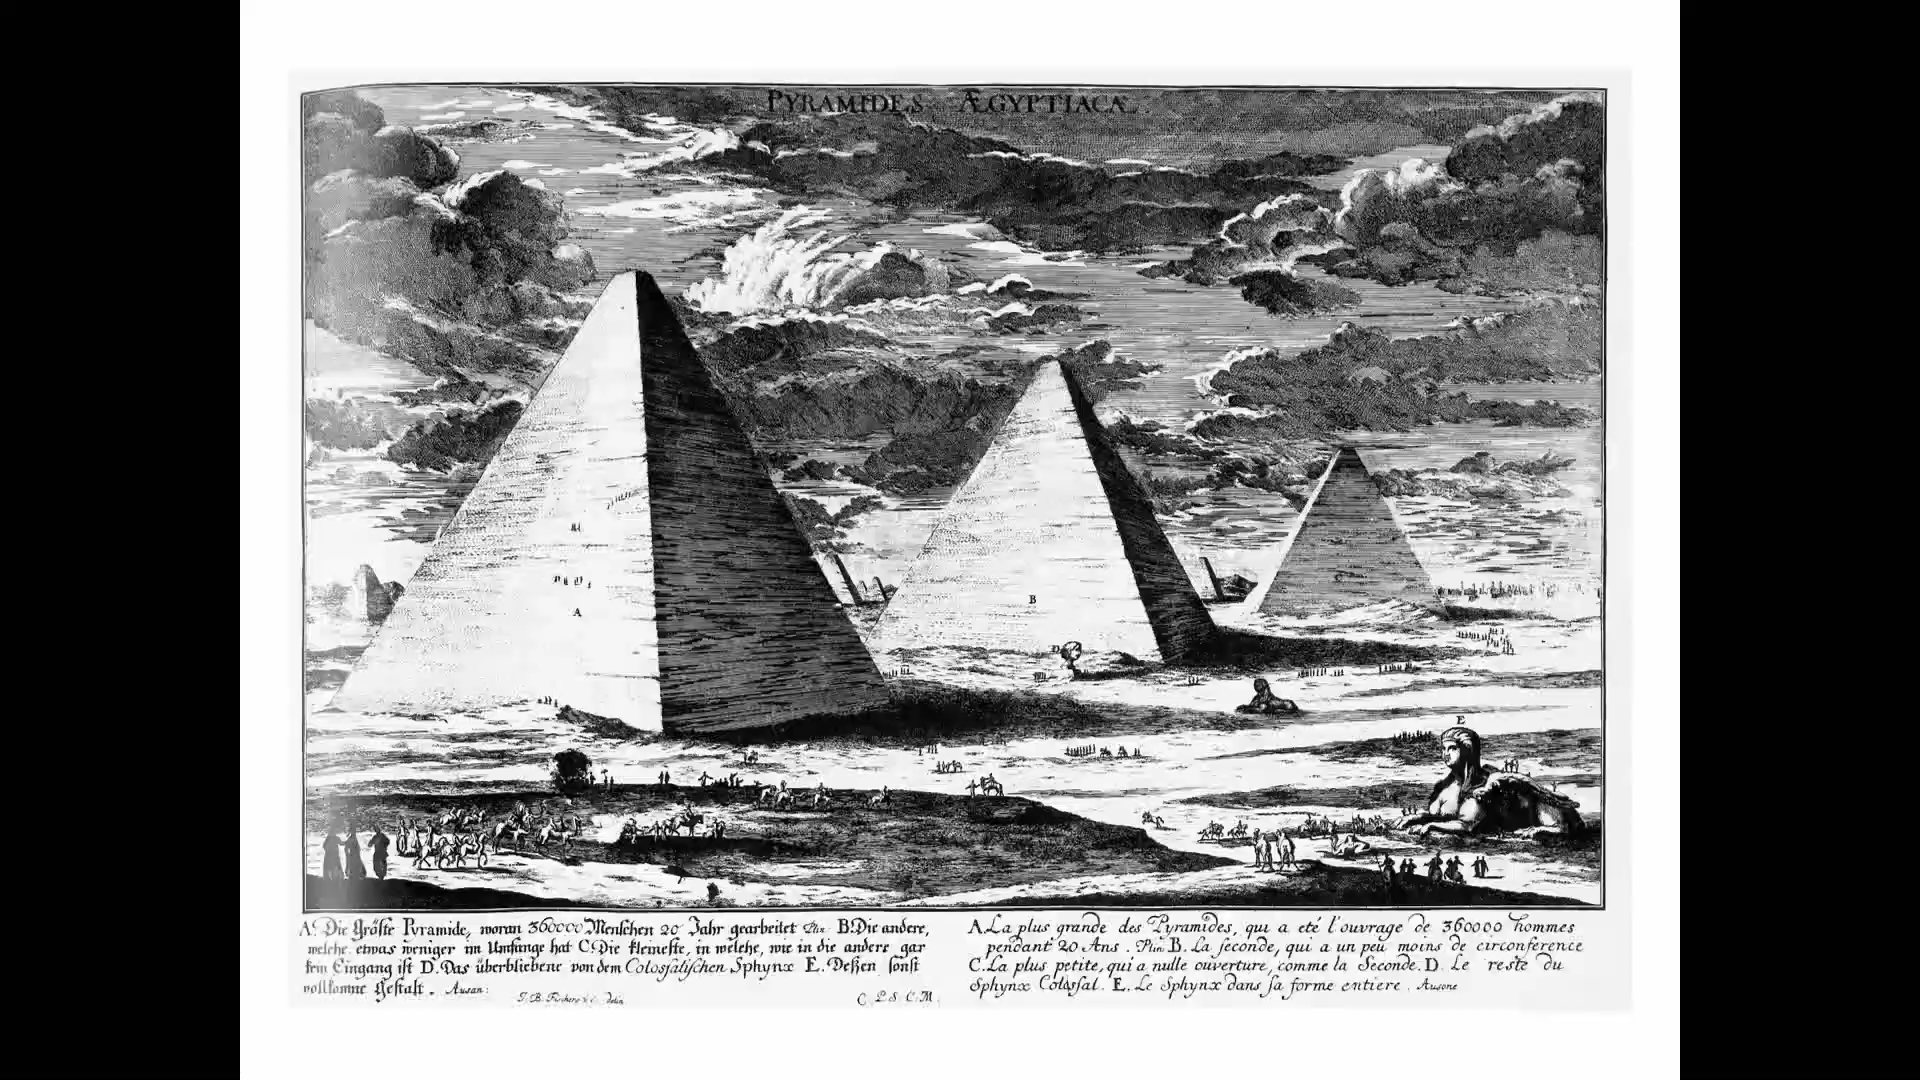 PYRAMIDES ÆGYPTIACÆ.
A
B
C
D
E
A. Die Gröste Pyramide, woran 360000 Menschen 20 Jahr gearbeitet Plin. B. Die andere,
welche etwas weniger im Umfange hat C. Die kleineste, in welche, wie in die andere gar
kein Eingang ist D. Das überbliebene von dem Colossalischen Sphynx E. Deßen sonst
vollkomne Gestalt. Auson:
J. B. Fischers v. E. delin.
C. P. S. C. M.
A. La plus grande des Pyramides, qui a eté l'ouvrage de 360000 hommes
pendant 20 Ans. Plin. B. La seconde, qui a un peu moins de circonference
C. La plus petite, qui a nulle ouverture, comme la Seconde. D. Le reste du
Sphynx Colossal. E. Le Sphynx dans sa forme entiere. Ausone